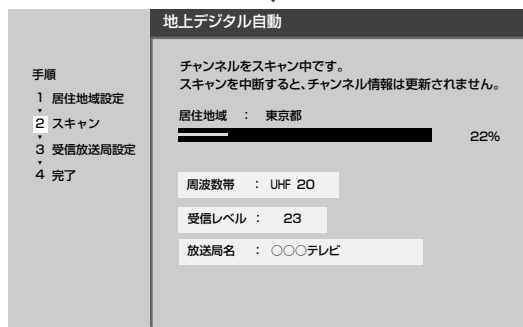 地上デジタル自動
手順
1 居住地域設定
2 スキャン
3 受信放送局設定
4 完了
チャンネルをスキャン中です。
スキャンを中断すると、チャンネル情報は更新されません。
居住地域 : 東京都
22%
周波数帯 : UHF 20
受信レベル : 23
放送局名 : ○○○テレビ